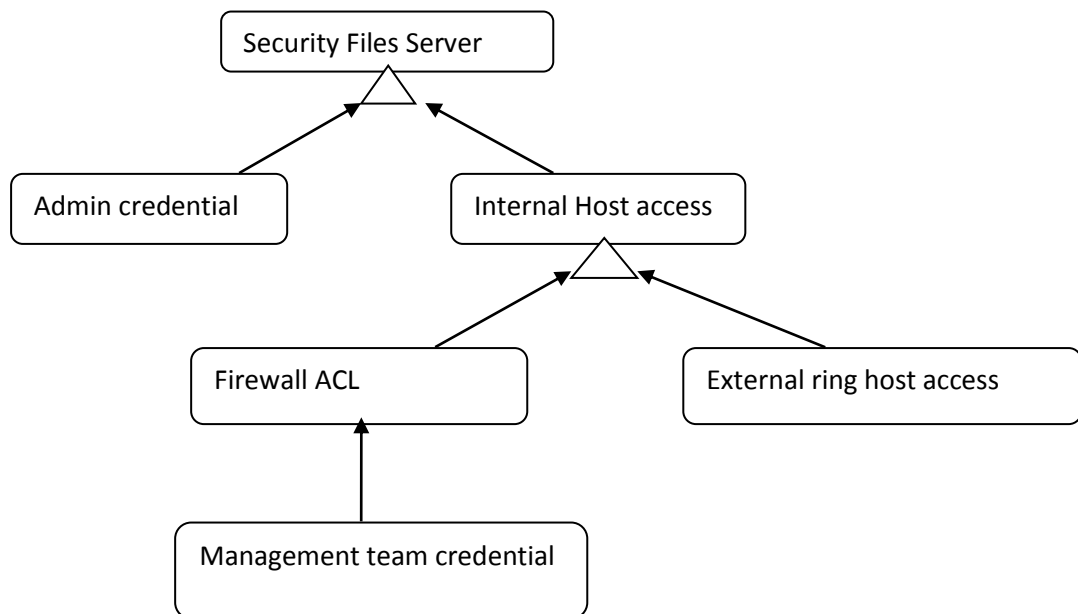 Security Files Server
Admin credential
Internal Host access
Firewall ACL
External ring host access
Management team credential